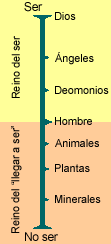 Ser
Dios
Ángeles
Deomonios
Hombre
Animales
Plantas
Minerales
No ser
Reino del ser
Reino del "llegar a ser"